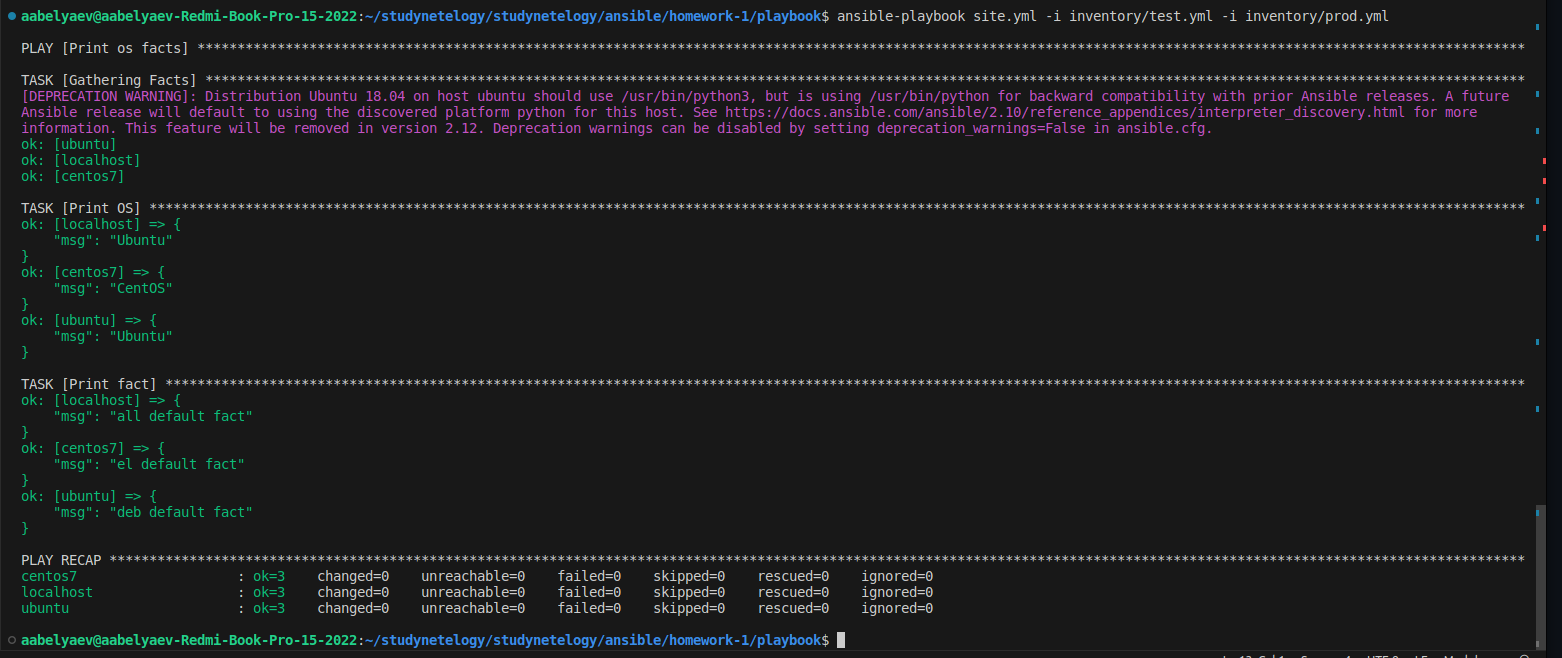 aabelyaev@aabelyaev-Redmi-Book-Pro-15-2022:~/studynetelogy/studynetelogy/ansible/homework-1/playbook$ ansible-playbook site.yml -i inventory/test.yml -i inventory/prod.yml
PLAY [Print os facts] **********************************************************************************************************************************************************************
TASK [Gathering Facts] *********************************************************************************************************************************************************************
[DEPRECATION WARNING]: Distribution Ubuntu 18.04 on host ubuntu should use /usr/bin/python3, but is using /usr/bin/python for backward compatibility with prior Ansible releases. A future
Ansible release will default to using the discovered platform python for this host. See https://docs.ansible.com/ansible/2.10/reference_appendices/interpreter_discovery.html for more
information. This feature will be removed in version 2.12. Deprecation warnings can be disabled by setting deprecation_warnings=False in ansible.cfg.
ok: [ubuntu]
ok: [localhost]
ok: [centos7]
TASK [Print OS] ****************************************************************************************************************************************************************************
ok: [localhost] => {
    "msg": "Ubuntu"
}
ok: [centos7] => {
    "msg": "CentOS"
}
ok: [ubuntu] => {
    "msg": "Ubuntu"
}
TASK [Print fact] **************************************************************************************************************************************************************************
ok: [localhost] => {
    "msg": "all default fact"
}
ok: [centos7] => {
    "msg": "el default fact"
}
ok: [ubuntu] => {
    "msg": "deb default fact"
}
PLAY RECAP *********************************************************************************************************************************************************************************
centos7                    : ok=3    changed=0    unreachable=0    failed=0    skipped=0    rescued=0    ignored=0
localhost                  : ok=3    changed=0    unreachable=0    failed=0    skipped=0    rescued=0    ignored=0
ubuntu                     : ok=3    changed=0    unreachable=0    failed=0    skipped=0    rescued=0    ignored=0
aabelyaev@aabelyaev-Redmi-Book-Pro-15-2022:~/studynetelogy/studynetelogy/ansible/homework-1/playbook$